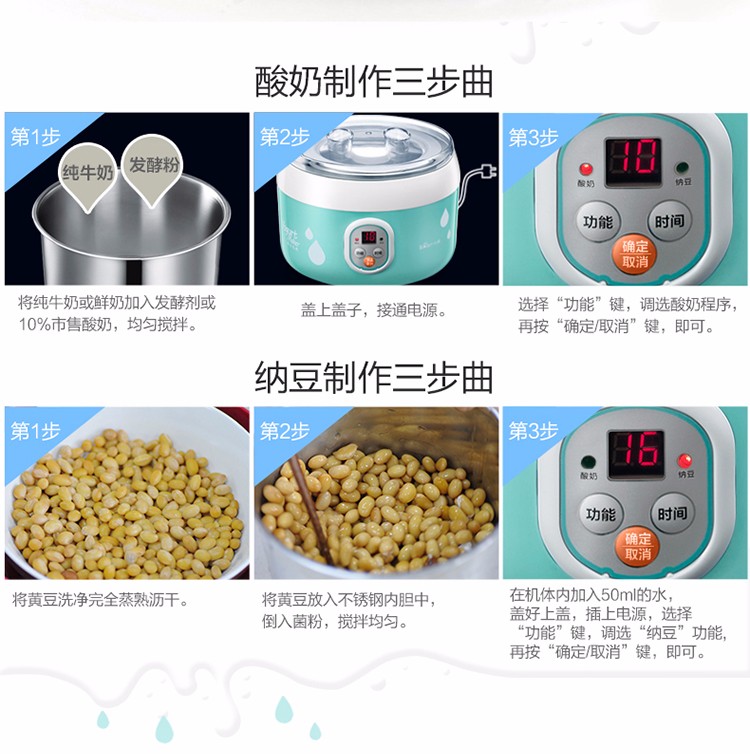 酸奶制作三步曲
第1步
纯牛奶
发酵粉
将纯牛奶或鲜奶加入发酵剂或
10%市售酸奶，均匀搅拌。
第2步
盖上盖子，接通电源。
第3步
10
酸奶
纳豆
功能
时间
确定
取消
选择“功能”键，调选酸奶程序，
再按“确定/取消”键，即可。
纳豆制作三步曲
第1步
将黄豆洗净完全蒸熟沥干。
第2步
将黄豆放入不锈钢内胆中，
倒入菌粉，搅拌均匀。
第3步
16
酸奶
纳豆
功能
时间
确定
取消
在机体内加入50ml的水，
盖好上盖，插上电源，选择
“功能”键，调选“纳豆”功能，
再按“确定/取消”键，即可。